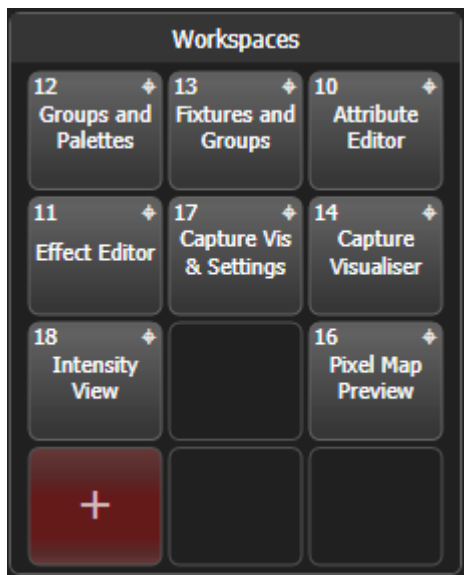 Workspaces
12
Groups and
Palettes
13
Fixtures and
Groups
10
Attribute
Editor
11
Effect Editor
17
Capture Vis
& Settings
14
Capture
Visualiser
18
Intensity
View
16
Pixel Map
Preview
+